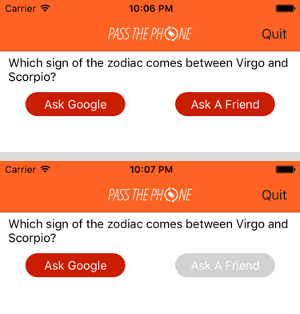 Carrier 10:06 PM
PASS THE PHONE Quit
Which sign of the zodiac comes between Virgo and
Scorpio?
Ask Google Ask A Friend
Carrier 10:07 PM
PASS THE PHONE Quit
Which sign of the zodiac comes between Virgo and
Scorpio?
Ask Google Ask A Friend